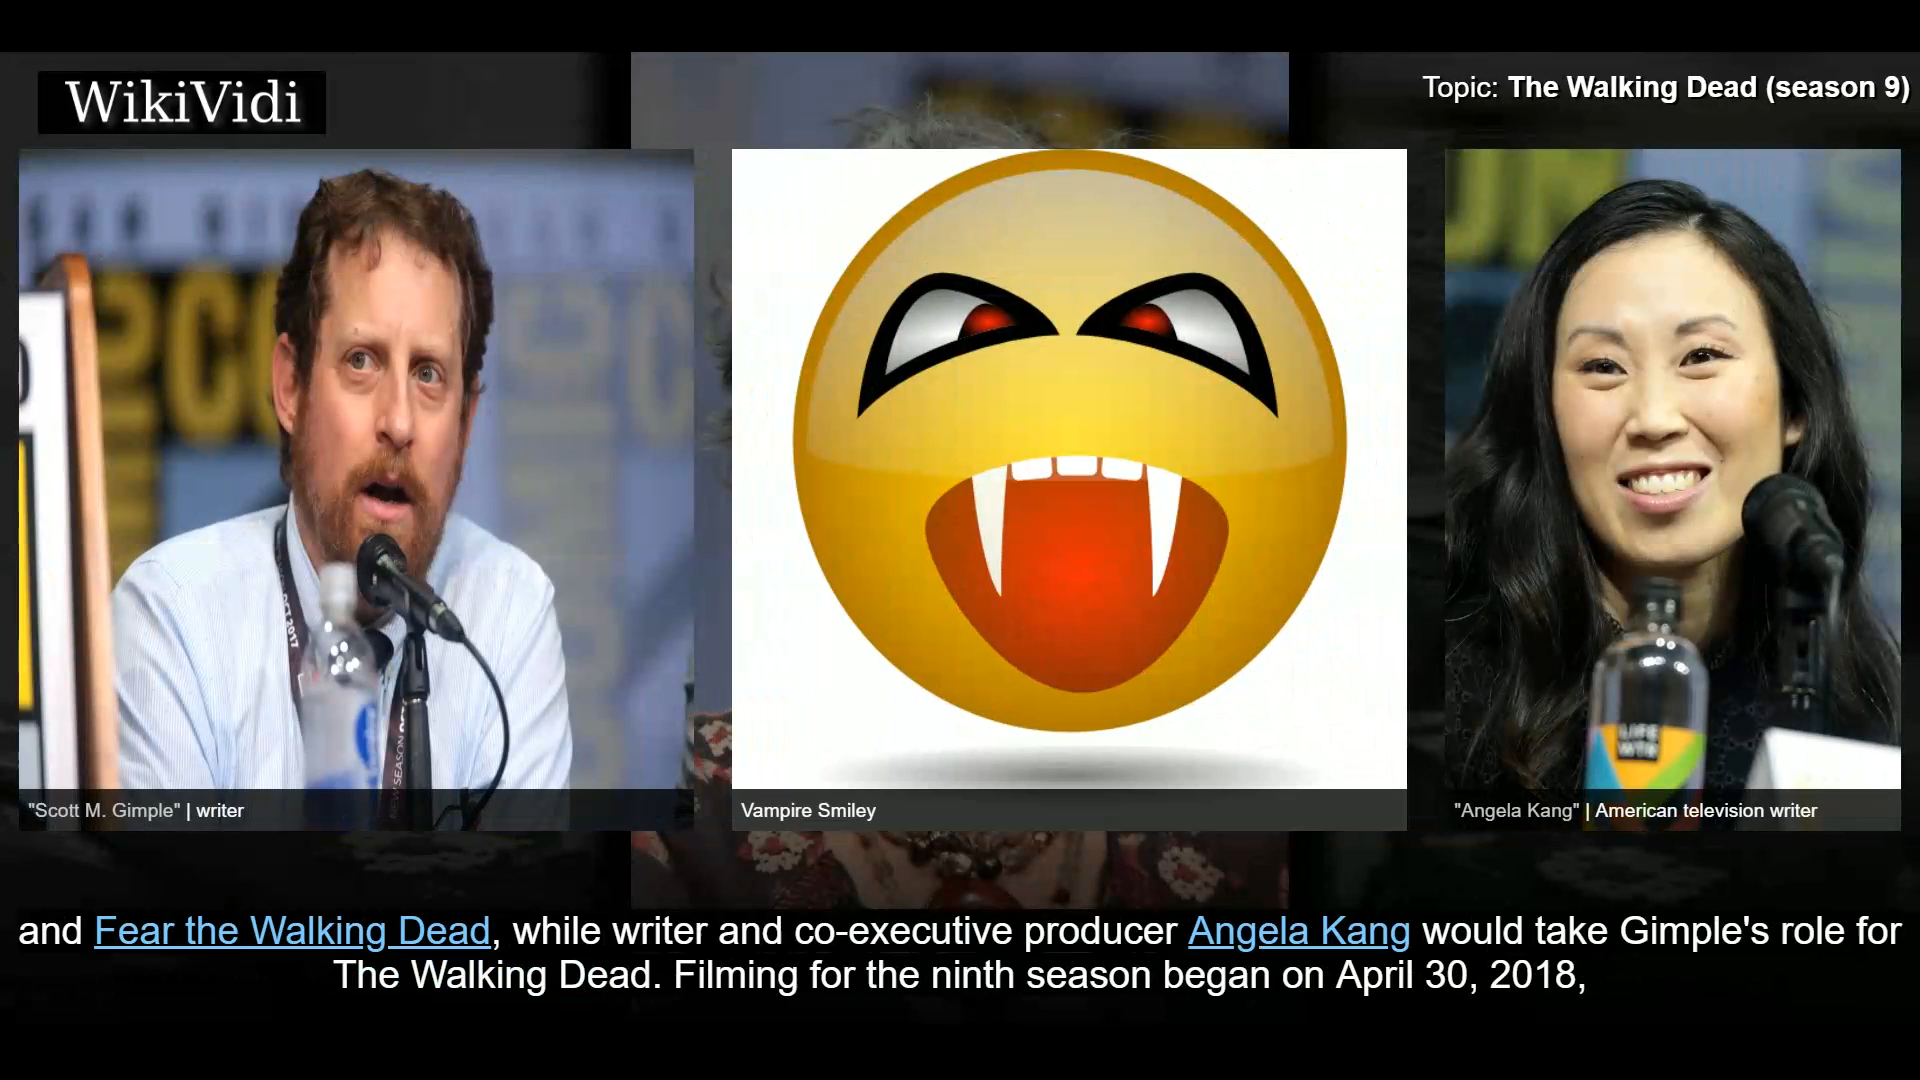 WikiVidi
Topic: The Walking Dead (season 9)
LIFE
WTR
"Scott M. Gimple" | writer
Vampire Smiley
"Angela Kang" | American television writer
and Fear the Walking Dead, while writer and co-executive producer Angela Kang would take Gimple's role for
The Walking Dead. Filming for the ninth season began on April 30, 2018,